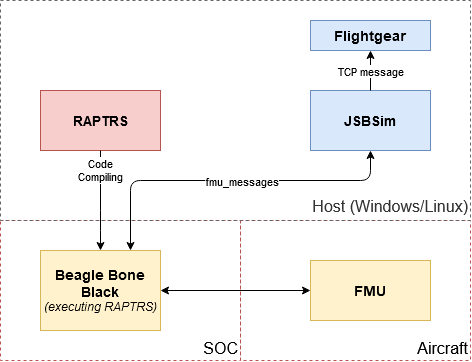 Flightgear
TCP message
RAPTRS
JSBSim
Code
Compiling
fmu_messages
Host (Windows/Linux)
Beagle Bone
Black
(executing RAPTRS)
FMU
SOC
Aircraft